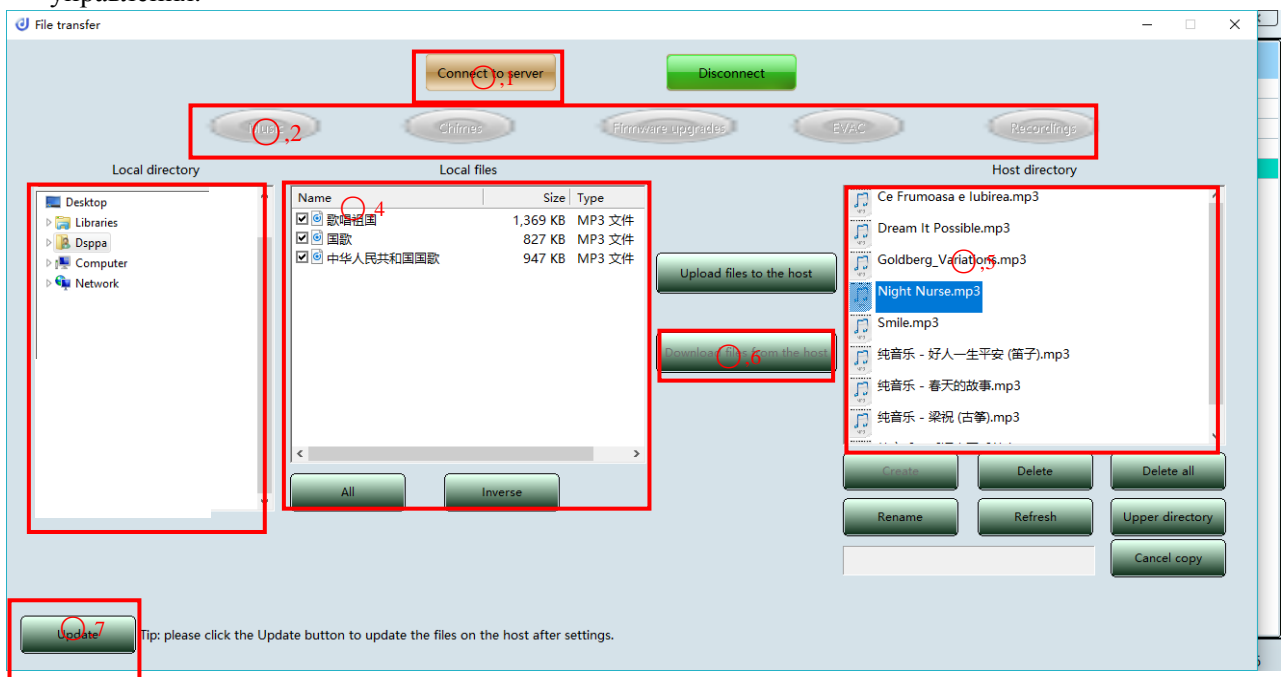 управления.
File transfer
Connect to server
,1
Disconnect
Music
,2
Chimes
Firmware upgrades
EVAC
Recordings
Local directory
Local files
Host directory
Desktop
Libraries
Dsppa
Computer
Network
Name Size Type
4
歌唱祖国 1,369 KB MP3 文件
国歌 827 KB MP3 文件
中华人民共和国国歌 947 KB MP3 文件
All
Inverse
Upload files to the host
Download files from the host
,6
Ce Frumoasa e Iubirea.mp3
Dream It Possible.mp3
Goldberg_Variations.mp3
,5
Night Nurse.mp3
Smile.mp3
纯音乐 - 好人一生平安 (笛子).mp3
纯音乐 - 春天的故事.mp3
纯音乐 - 梁祝 (古筝).mp3
Create
Delete
Delete all
Rename
Refresh
Upper directory
Cancel copy
Update
,7
Tip: please click the Update button to update the files on the host after settings.